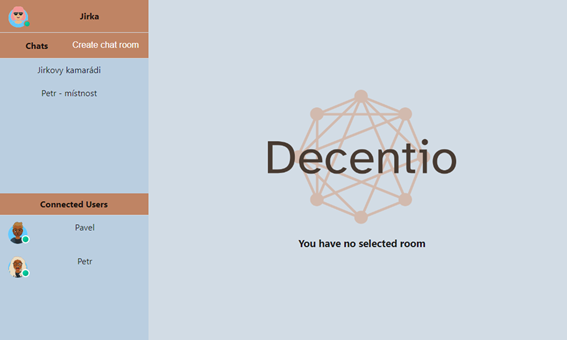 Jirka
Chats Create chat room
Jirkovy kamarádi
Petr - místnost
Connected Users
Pavel
Petr
Decentio
You have no selected room